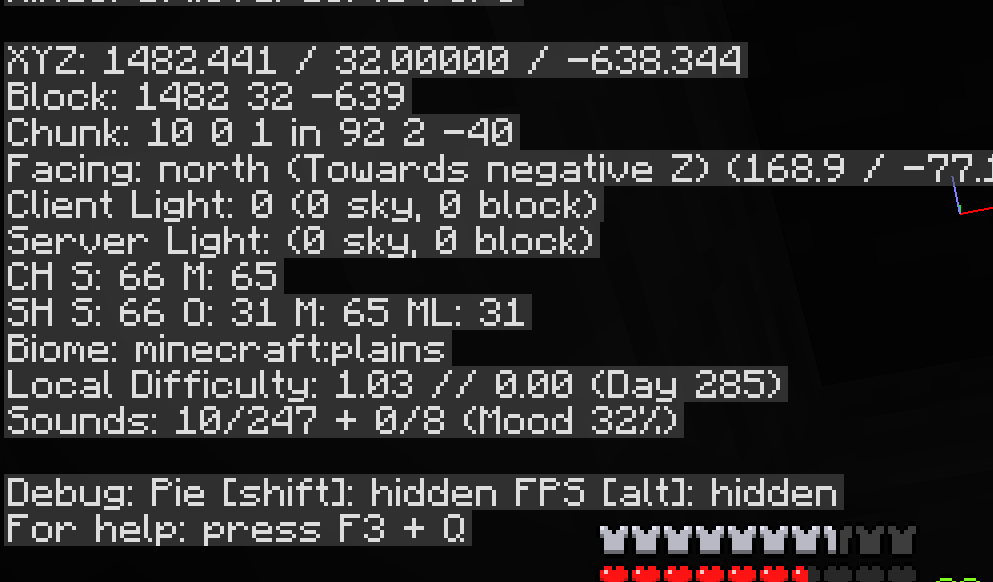 XYZ: 1482.441 / 32.00000 / -638.344
Block: 1482 32 -639
Chunk: 10 0 1 in 92 2 -40
Facing: north (Towards negative Z) (168.9 / -77.1
Client Light: 0 (0 sky, 0 block)
Server Light: (0 sky, 0 block)
CH S: 66 M: 65
SH S: 66 O: 31 M: 65 ML: 31
Biome: minecraft:plains
Local Difficulty: 1.03 // 0.00 (Day 285)
Sounds: 10/247 + 0/8 (Mood 32%)
Debug: Pie [shift]: hidden FPS [alt]: hidden
For help: press F3 + Q